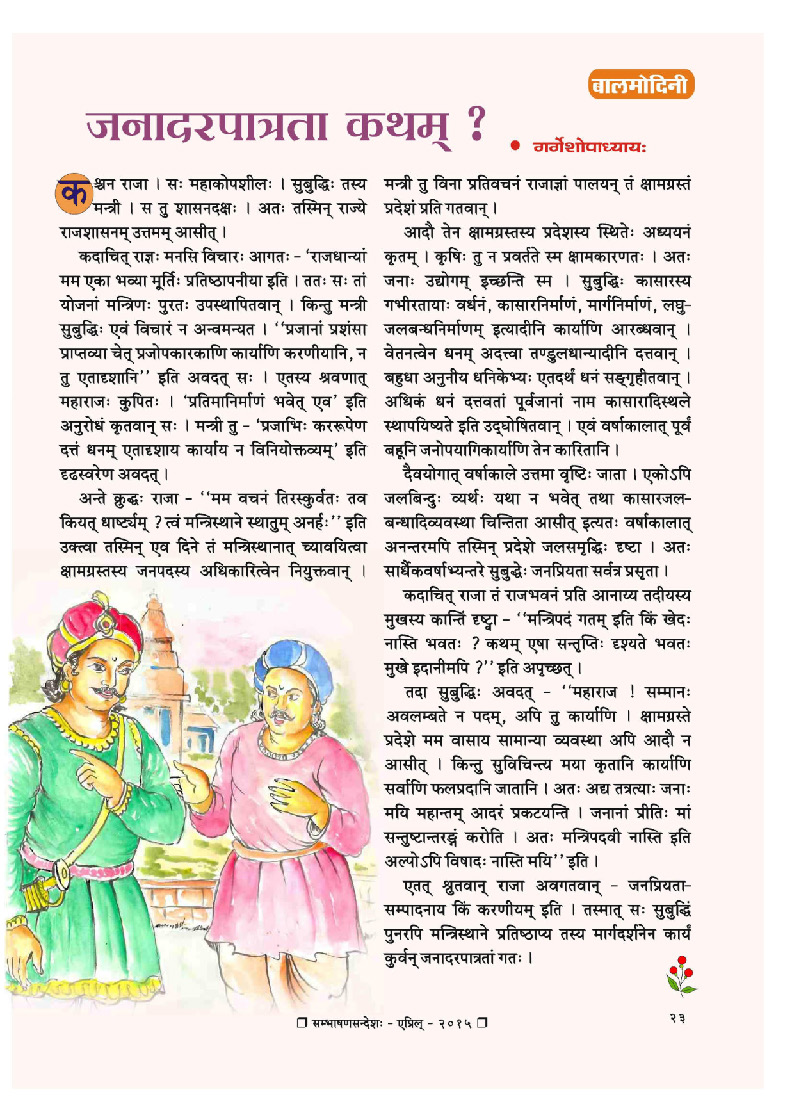 बालमोदिनी
जनादरपात्रता कथम् ?
• गर्गेशोपाध्यायः
कश्चन राजा । सः महाकोपशीलः । सुबुद्धिः तस्य
मन्त्री । स तु शासनदक्षः । अतः तस्मिन् राज्ये
राजशासनम् उत्तमम् आसीत् ।
कदाचित् राज्ञः मनसि विचारः आगतः - ‘राजधान्यां
मम एका भव्या मूर्तिः प्रतिष्ठापनीया इति । ततः सः तां
योजनां मन्त्रिणः पुरतः उपस्थापितवान् । किन्तु मन्त्री
सुबुद्धिः एवं विचारं न अन्वमन्यत । ‘‘प्रजानां प्रशंसा
प्राप्तव्या चेत् प्रजोपकारकाणि कार्याणि करणीयानि, न
तु एतादृशानि’’ इति अवदत् सः । एतस्य श्रवणात्
महाराजः कुपितः । ‘प्रतिमानिर्माणं भवेत् एव’ इति
अनुरोधं कृतवान् सः । मन्त्री तु - ‘प्रजाभिः कररूपेण
दत्तं धनम् एतादृशाय कार्याय न विनियोक्तव्यम्’ इति
दृढस्वरेण अवदत् ।
अन्ते क्रुद्धः राजा - ‘‘मम वचनं तिरस्कुर्वतः तव
कियत् धार्ष्ट्यम् ? त्वं मन्त्रिस्थाने स्थातुम् अनर्हः’’ इति
उक्त्वा तस्मिन् एव दिने तं मन्त्रिस्थानात् च्यावयित्वा
क्षामग्रस्तस्य जनपदस्य अधिकारित्वेन नियुक्तवान् ।
मन्त्री तु विना प्रतिवचनं राजाज्ञां पालयन् तं क्षामग्रस्तं
प्रदेशं प्रति गतवान् ।
आदौ तेन क्षामग्रस्तस्य प्रदेशस्य स्थितेः अध्ययनं
कृतम् । कृषिः तु न प्रवर्तते स्म क्षामकारणतः । अतः
जनाः उद्योगम् इच्छन्ति स्म । सुबुद्धिः कासारस्य
गभीरतायाः वर्धनं, कासारनिर्माणं, मार्गनिर्माणं, लघु-
जलबन्धनिर्माणम् इत्यादीनि कार्याणि आरब्धवान् ।
वेतनत्वेन धनम् अदत्त्वा तण्डुलधान्यादीनि दत्तवान् ।
बहुधा अनुनीय धनिकेभ्यः एतदर्थं धनं सङ्गृहीतवान् ।
अधिकं धनं दत्तवतां पूर्वजानां नाम कासारादिस्थले
स्थापयिष्यते इति उद्घोषितवान् । एवं वर्षाकालात् पूर्वं
बहूनि जनोपयागिकार्याणि तेन कारितानि ।
दैवयोगात् वर्षाकाले उत्तमा वृष्टिः जाता । एकोऽपि
जलबिन्दुः व्यर्थः यथा न भवेत् तथा कासारजल-
बन्धादिव्यवस्था चिन्तिता आसीत् इत्यतः वर्षाकालात्
अनन्तरमपि तस्मिन् प्रदेशे जलसमृद्धिः दृष्टा । अतः
सार्धैकवर्षाभ्यन्तरे सुबुद्धेः जनप्रियता सर्वत्र प्रसृता ।
कदाचित् राजा तं राजभवनं प्रति आनाय्य तदीयस्य
मुखस्य कान्तिं दृष्ट्वा - ‘‘मन्त्रिपदं गतम् इति किं खेदः
नास्ति भवतः ? कथम् एषा सन्तृप्तिः दृश्यते भवतः
मुखे इदानीमपि ?’’ इति अपृच्छत् ।
तदा सुबुद्धिः अवदत् - ‘‘महाराज ! सम्मानः
अवलम्बते न पदम्, अपि तु कार्याणि । क्षामग्रस्ते
प्रदेशे मम वासाय सामान्या व्यवस्था अपि आदौ न
आसीत् । किन्तु सुविचिन्त्य मया कृतानि कार्याणि
सर्वाणि फलप्रदानि जातानि । अतः अद्य तत्रत्याः जनाः
मयि महान्तम् आदरं प्रकटयन्ति । जनानां प्रीतिः मां
सन्तुष्टान्तरङ्गं करोति । अतः मन्त्रिपदवी नास्ति इति
अल्पोऽपि विषादः नास्ति मयि’’ इति ।
एतत् श्रुतवान् राजा अवगतवान् - जनप्रियता-
सम्पादनाय किं करणीयम् इति । तस्मात् सः सुबुद्धिं
पुनरपि मन्त्रिस्थाने प्रतिष्ठाप्य तस्य मार्गदर्शनेन कार्यं
कुर्वन् जनादरपात्रतां गतः ।
❒ सम्भाषणसन्देशः - एप्रिल् - २०१५ ❒
२३